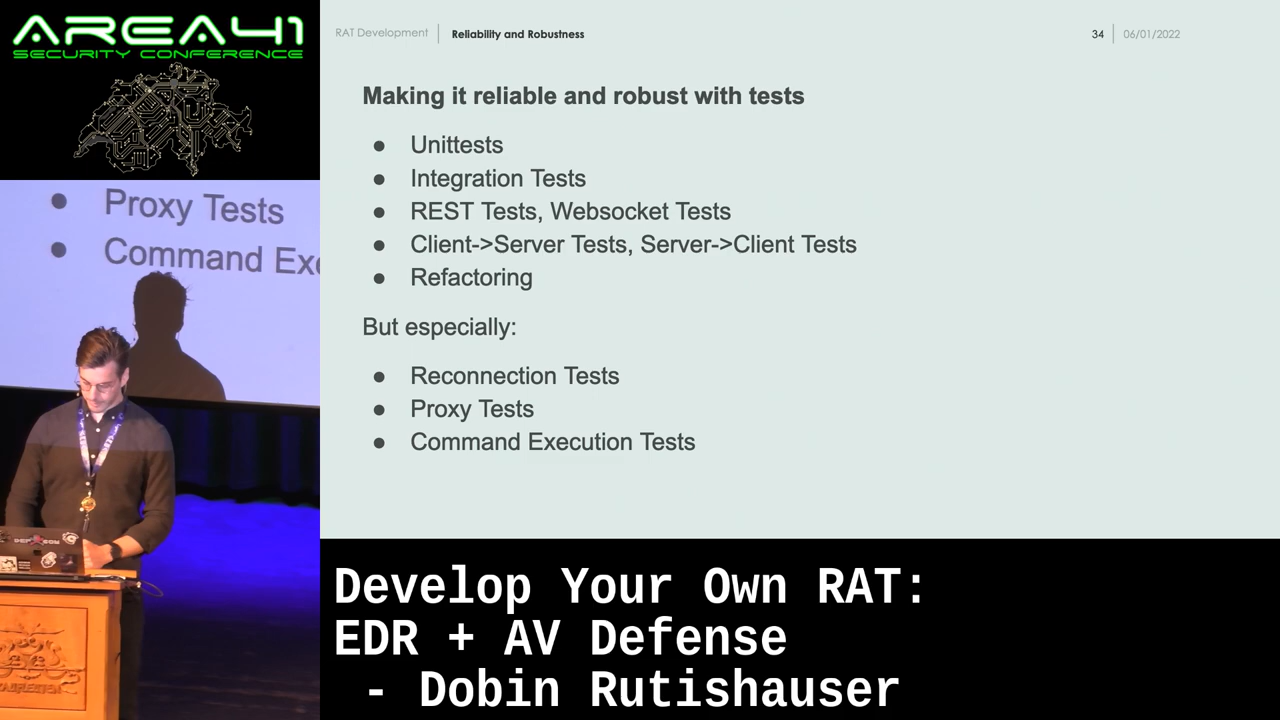 AREA41
SECURITY CONFERENCE
RAT Development
Reliability and Robustness
34
06/01/2022
Making it reliable and robust with tests
● Unittests
● Integration Tests
● REST Tests, Websocket Tests
● Client->Server Tests, Server->Client Tests
● Refactoring
But especially:
● Reconnection Tests
● Proxy Tests
● Command Execution Tests
● Proxy Tests
● Command Exe
Develop Your Own RAT:
EDR + AV Defense
- Dobin Rutishauser